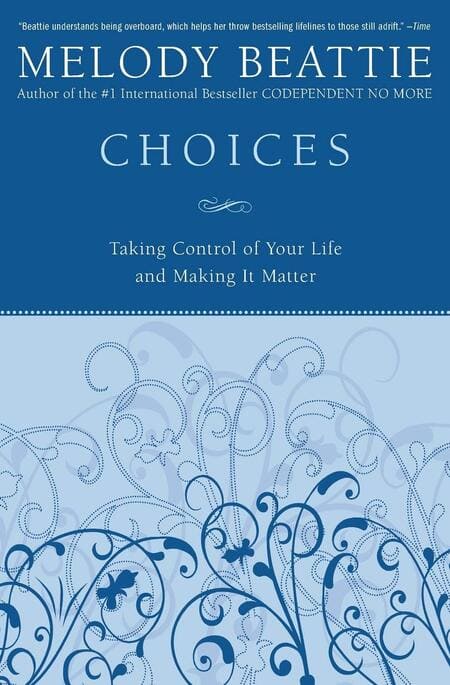 "Beattie understands being overboard, which helps her throw bestselling lifelines to those still adrift." —Time
MELODY BEATTIE
Author of the #1 International Bestseller CODEPENDENT NO MORE
CHOICES
Taking Control of Your Life
and Making It Matter